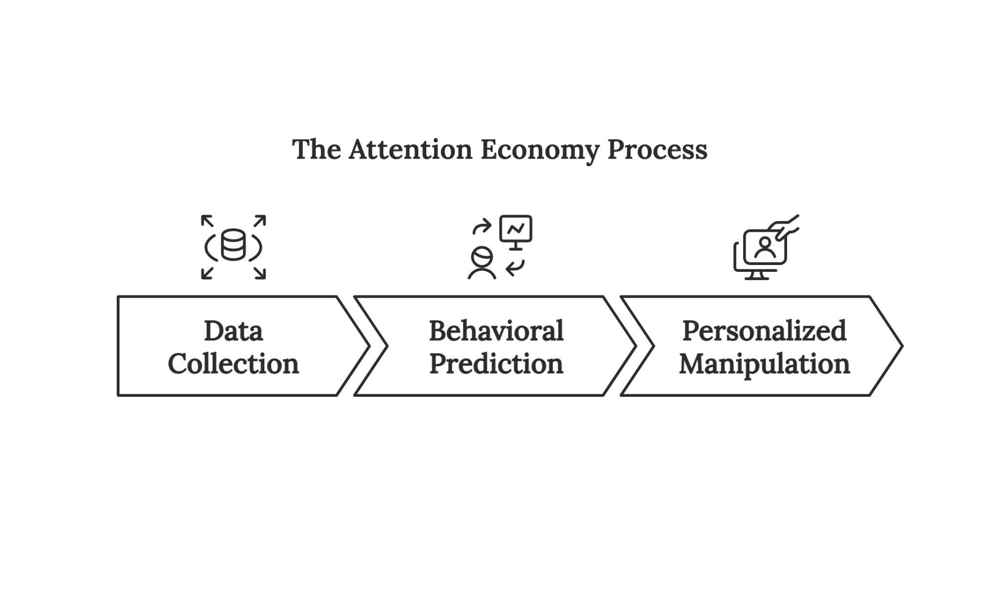 The Attention Economy Process
Data
Collection
Behavioral
Prediction
Personalized
Manipulation